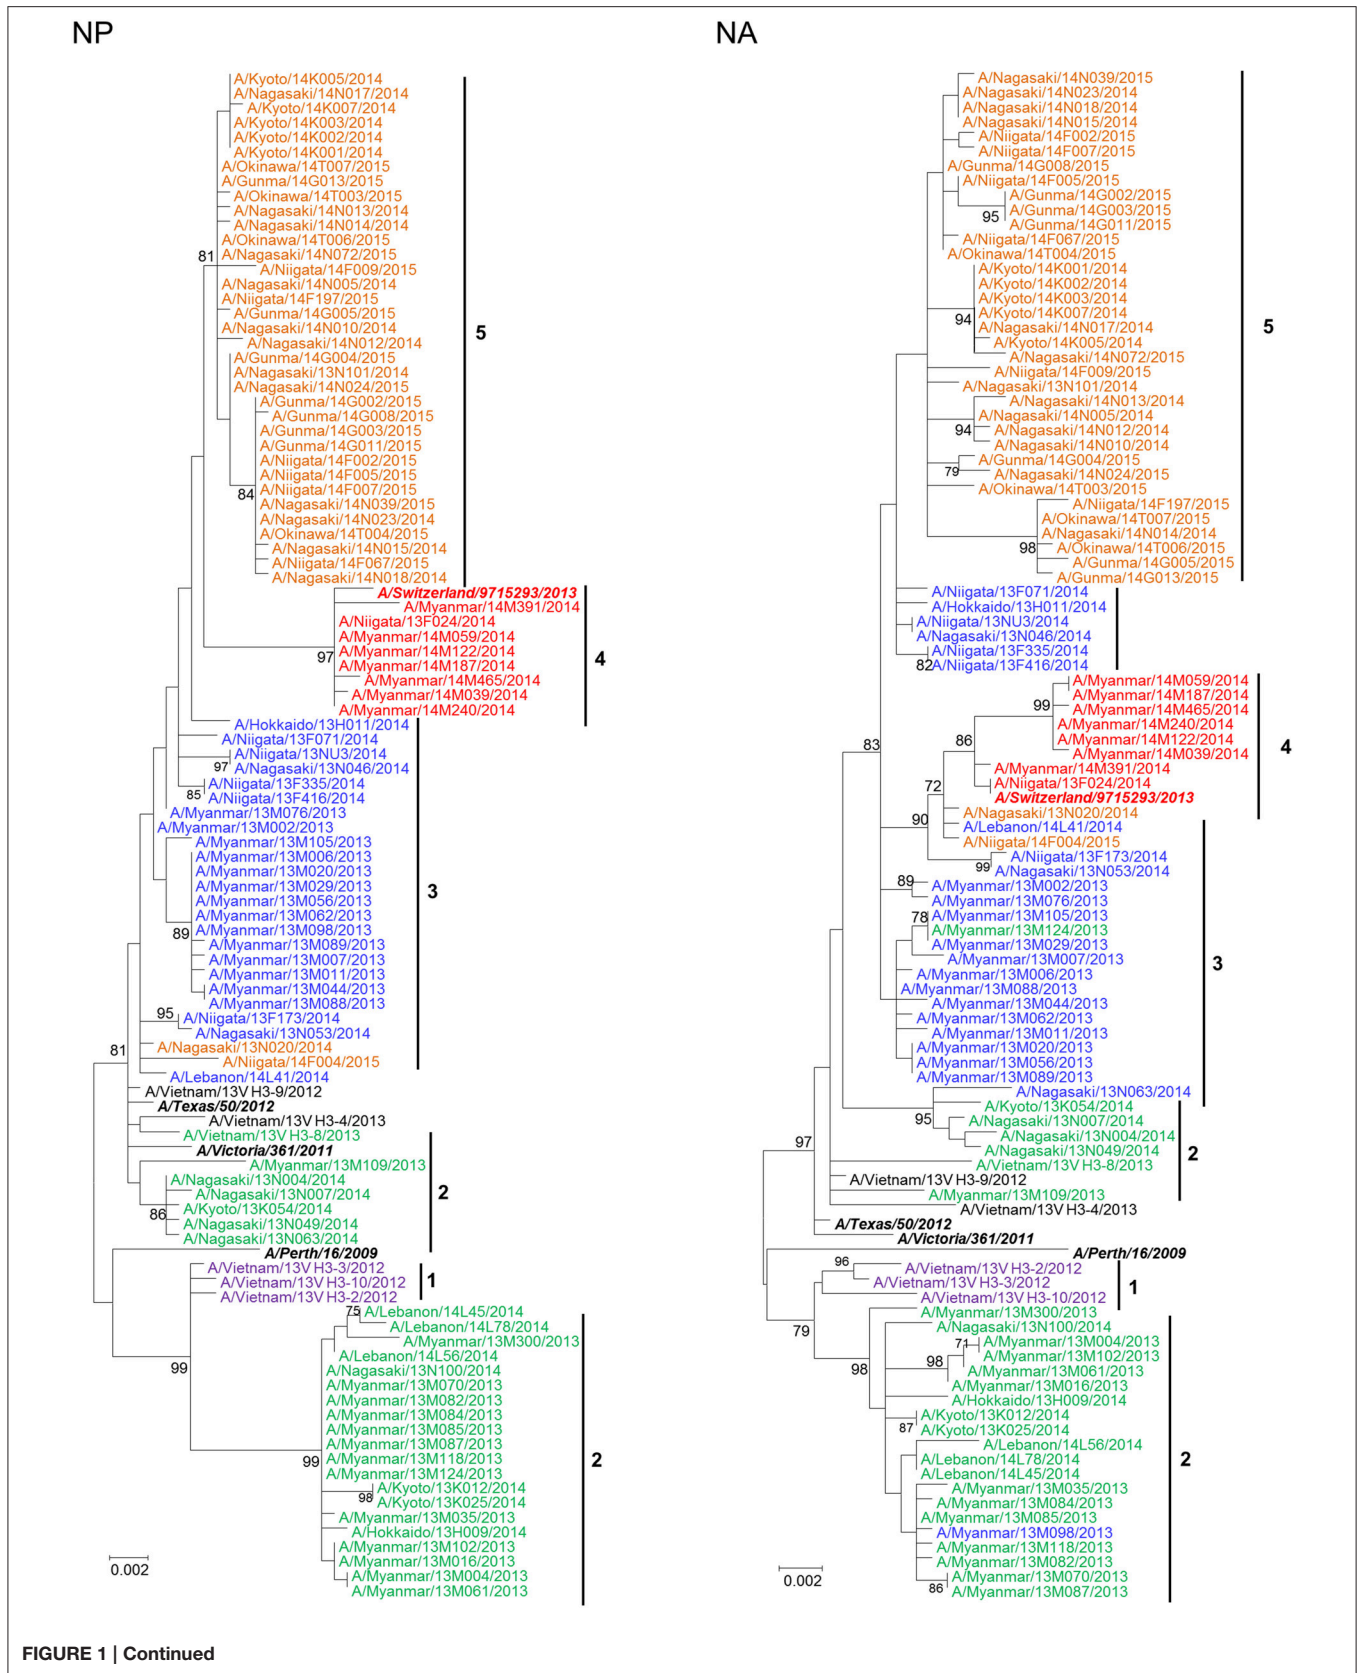 NP
A/Kyoto/14K005/2014
A/Nagasaki/14N017/2014
A/Kyoto/14K007/2014
A/Kyoto/14K003/2014
A/Kyoto/14K002/2014
A/Kyoto/14K001/2014
A/Okinawa/14T007/2015
A/Gunma/14G013/2015
A/Okinawa/14T003/2015
A/Nagasaki/14N013/2014
A/Nagasaki/14N014/2014
A/Okinawa/14T006/2015
81
A/Nagasaki/14N072/2015
A/Niigata/14F009/2015
A/Nagasaki/14N005/2014
A/Niigata/14F197/2015
A/Gunma/14G005/2015
A/Nagasaki/14N010/2014
5
A/Nagasaki/14N012/2014
A/Gunma/14G004/2015
A/Nagasaki/13N101/2014
A/Nagasaki/14N024/2015
A/Gunma/14G002/2015
A/Gunma/14G008/2015
A/Gunma/14G003/2015
A/Gunma/14G011/2015
A/Niigata/14F002/2015
A/Niigata/14F005/2015
A/Niigata/14F007/2015
84
A/Nagasaki/14N039/2015
A/Nagasaki/14N023/2014
A/Okinawa/14T004/2015
A/Nagasaki/14N015/2014
A/Niigata/14F067/2015
A/Nagasaki/14N018/2014
A/Switzerland/9715293/2013
A/Myanmar/14M391/2014
A/Niigata/13F024/2014
A/Myanmar/14M059/2014
A/Myanmar/14M122/2014
97
4
A/Myanmar/14M187/2014
A/Myanmar/14M465/2014
A/Myanmar/14M039/2014
A/Myanmar/14M240/2014
A/Hokkaido/13H011/2014
A/Niigata/13F071/2014
A/Niigata/13NU3/2014
97
A/Nagasaki/13N046/2014
A/Niigata/13F335/2014
85
A/Niigata/13F416/2014
A/Myanmar/13M076/2013
A/Myanmar/13M002/2013
A/Myanmar/13M105/2013
A/Myanmar/13M006/2013
A/Myanmar/13M020/2013
A/Myanmar/13M029/2013
3
A/Myanmar/13M056/2013
A/Myanmar/13M062/2013
A/Myanmar/13M098/2013
89
A/Myanmar/13M089/2013
A/Myanmar/13M007/2013
A/Myanmar/13M011/2013
A/Myanmar/13M044/2013
A/Myanmar/13M088/2013
95
A/Niigata/13F173/2014
A/Nagasaki/13N053/2014
81
A/Nagasaki/13N020/2014
A/Niigata/14F004/2015
A/Lebanon/14L41/2014
A/Vietnam/13V H3-9/2012
A/Texas/50/2012
A/Vietnam/13V H3-4/2013
A/Vietnam/13V H3-8/2013
A/Victoria/361/2011
A/Myanmar/13M109/2013
A/Nagasaki/13N004/2014
2
A/Nagasaki/13N007/2014
A/Kyoto/13K054/2014
86
A/Nagasaki/13N049/2014
A/Nagasaki/13N063/2014
A/Perth/16/2009
A/Vietnam/13V H3-3/2012
A/Vietnam/13V H3-10/2012
1
A/Vietnam/13V H3-2/2012
75
A/Lebanon/14L45/2014
A/Lebanon/14L78/2014
A/Myanmar/13M300/2013
A/Lebanon/14L56/2014
99
A/Nagasaki/13N100/2014
A/Myanmar/13M070/2013
A/Myanmar/13M082/2013
A/Myanmar/13M084/2013
A/Myanmar/13M085/2013
A/Myanmar/13M087/2013
A/Myanmar/13M118/2013
99
2
A/Myanmar/13M124/2013
A/Kyoto/13K012/2014
98
A/Kyoto/13K025/2014
A/Myanmar/13M035/2013
A/Hokkaido/13H009/2014
A/Myanmar/13M102/2013
A/Myanmar/13M016/2013
A/Myanmar/13M004/2013
A/Myanmar/13M061/2013
0.002
NA
A/Nagasaki/14N039/2015
A/Nagasaki/14N023/2014
A/Nagasaki/14N018/2014
A/Nagasaki/14N015/2014
A/Niigata/14F002/2015
A/Niigata/14F007/2015
A/Gunma/14G008/2015
A/Niigata/14F005/2015
A/Gunma/14G002/2015
95
A/Gunma/14G003/2015
A/Gunma/14G011/2015
A/Niigata/14F067/2015
A/Okinawa/14T004/2015
A/Kyoto/14K001/2014
A/Kyoto/14K002/2014
A/Kyoto/14K003/2014
A/Kyoto/14K007/2014
94
5
A/Nagasaki/14N017/2014
A/Kyoto/14K005/2014
A/Nagasaki/14N072/2015
A/Niigata/14F009/2015
A/Nagasaki/13N101/2014
A/Nagasaki/14N013/2014
A/Nagasaki/14N005/2014
94
A/Nagasaki/14N012/2014
A/Nagasaki/14N010/2014
A/Gunma/14G004/2015
79
A/Nagasaki/14N024/2015
A/Okinawa/14T003/2015
A/Niigata/14F197/2015
A/Okinawa/14T007/2015
A/Nagasaki/14N014/2014
98
A/Okinawa/14T006/2015
A/Gunma/14G005/2015
A/Gunma/14G013/2015
A/Niigata/13F071/2014
A/Hokkaido/13H011/2014
A/Niigata/13NU3/2014
A/Nagasaki/13N046/2014
A/Niigata/13F335/2014
82
A/Niigata/13F416/2014
A/Myanmar/14M059/2014
A/Myanmar/14M187/2014
99
A/Myanmar/14M465/2014
A/Myanmar/14M240/2014
86
A/Myanmar/14M122/2014
83
4
A/Myanmar/14M039/2014
A/Myanmar/14M391/2014
72
A/Niigata/13F024/2014
A/Switzerland/9715293/2013
A/Nagasaki/13N020/2014
90
A/Lebanon/14L41/2014
A/Niigata/14F004/2015
A/Niigata/13F173/2014
99
A/Nagasaki/13N053/2014
89
A/Myanmar/13M002/2013
A/Myanmar/13M076/2013
78
A/Myanmar/13M105/2013
A/Myanmar/13M124/2013
A/Myanmar/13M029/2013
A/Myanmar/13M007/2013
3
A/Myanmar/13M006/2013
A/Myanmar/13M088/2013
A/Myanmar/13M044/2013
A/Myanmar/13M062/2013
A/Myanmar/13M011/2013
A/Myanmar/13M020/2013
A/Myanmar/13M056/2013
A/Myanmar/13M089/2013
A/Nagasaki/13N063/2014
A/Kyoto/13K054/2014
95
A/Nagasaki/13N007/2014
A/Nagasaki/13N004/2014
97
2
A/Nagasaki/13N049/2014
A/Vietnam/13V H3-8/2013
A/Vietnam/13V H3-9/2012
A/Myanmar/13M109/2013
A/Vietnam/13V H3-4/2013
A/Texas/50/2012
A/Victoria/361/2011
A/Perth/16/2009
96
A/Vietnam/13V H3-2/2012
A/Vietnam/13V H3-3/2012
1
A/Vietnam/13V H3-10/2012
A/Myanmar/13M300/2013
79
A/Nagasaki/13N100/2014
71
A/Myanmar/13M004/2013
98
98
A/Myanmar/13M102/2013
A/Myanmar/13M061/2013
A/Myanmar/13M016/2013
A/Hokkaido/13H009/2014
A/Kyoto/13K012/2014
87
A/Kyoto/13K025/2014
A/Lebanon/14L56/2014
2
A/Lebanon/14L78/2014
A/Lebanon/14L45/2014
A/Myanmar/13M035/2013
A/Myanmar/13M084/2013
A/Myanmar/13M085/2013
A/Myanmar/13M098/2013
A/Myanmar/13M118/2013
A/Myanmar/13M082/2013
A/Myanmar/13M070/2013
86
A/Myanmar/13M087/2013
0.002
FIGURE 1 | Continued